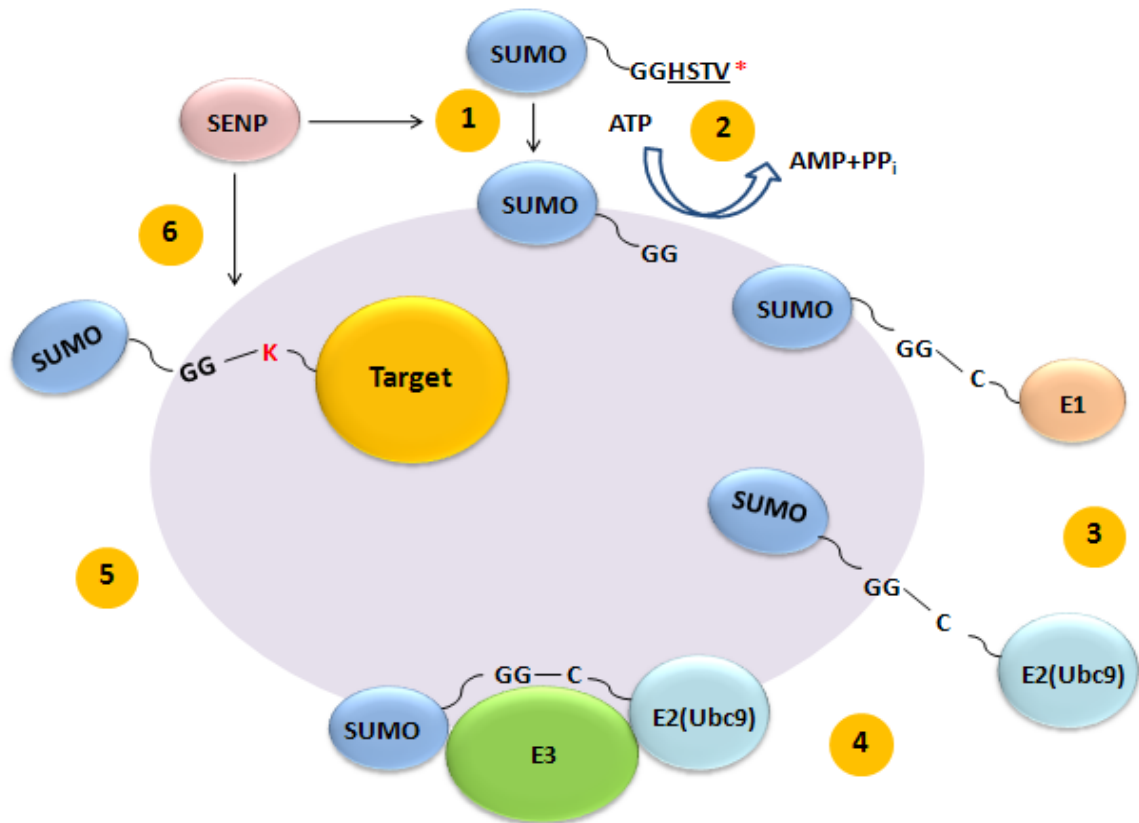 SUMO
GGHSTV*
SENP
1
ATP
2
AMP+PPi
SUMO
GG
6
SUMO
GG
C
E1
SUMO
GG
K
Target
SUMO
GG
C
E2(Ubc9)
3
5
GG
C
SUMO
E3
E2(Ubc9)
4